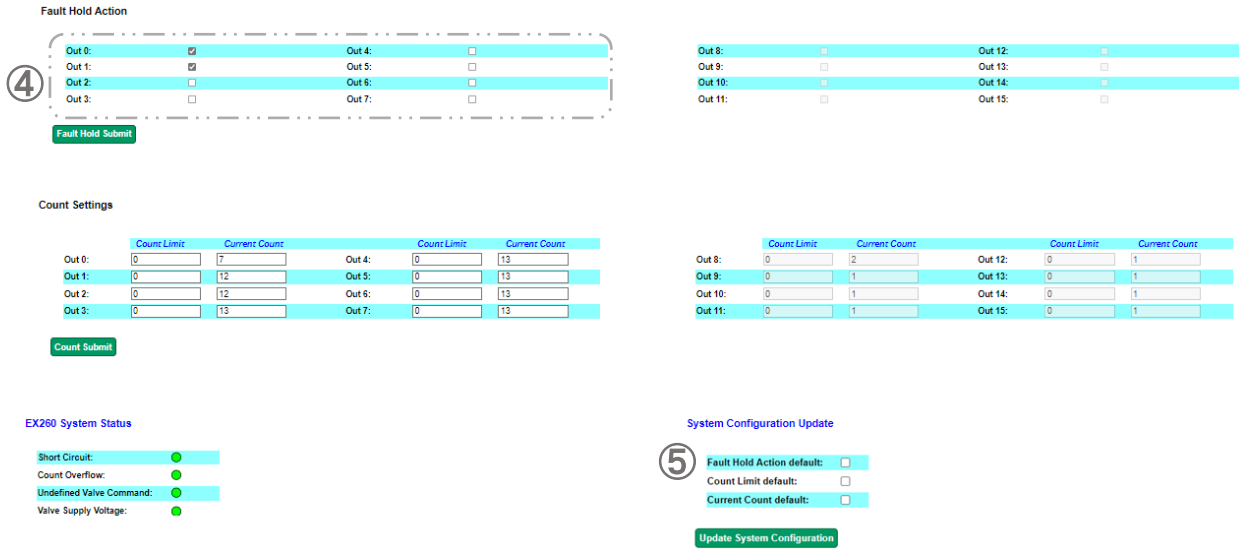 Fault Hold Action
Out 0: Out 4: Out 8: Out 12:
Out 1: Out 5: Out 9: Out 13:
④
Out 2: Out 6: Out 10: Out 14:
Out 3: Out 7: Out 11: Out 15:
Fault Hold Submit
Count Settings
Count Limit Current Count Count Limit Current Count Count Limit Current Count Count Limit Current Count
Out 0: 0 7 Out 4: 0 13 Out 8: 0 2 Out 12: 0 1
Out 1: 0 12 Out 5: 0 13 Out 9: 0 1 Out 13: 0 1
Out 2: 0 12 Out 6: 0 13 Out 10: 0 1 Out 14: 0 1
Out 3: 0 13 Out 7: 0 13 Out 11: 0 1 Out 15: 0 1
Count Submit
EX260 System Status
Short Circuit:
Count Overflow:
Undefined Valve Command:
Valve Supply Voltage:
System Configuration Update
⑤
Fault Hold Action default:
Count Limit default:
Current Count default:
Update System Configuration